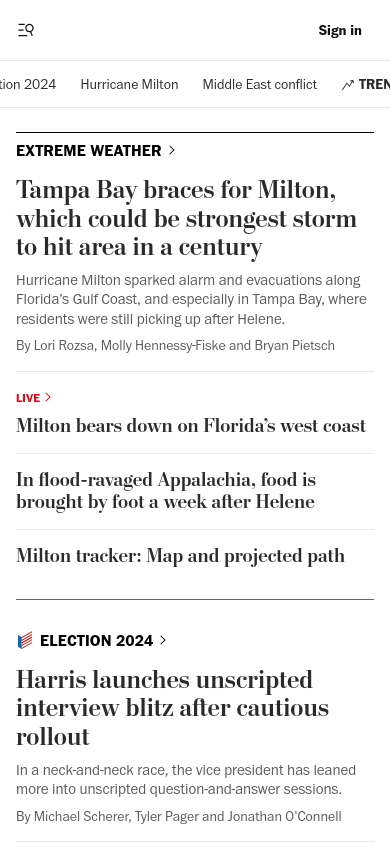 Sign in
tion 2024 Hurricane Milton Middle East conflict TREN
EXTREME WEATHER
Tampa Bay braces for Milton,
which could be strongest storm
to hit area in a century
Hurricane Milton sparked alarm and evacuations along
Florida’s Gulf Coast, and especially in Tampa Bay, where
residents were still picking up after Helene.
By Lori Rozsa, Molly Hennessy-Fiske and Bryan Pietsch
LIVE
Milton bears down on Florida’s west coast
In flood-ravaged Appalachia, food is
brought by foot a week after Helene
Milton tracker: Map and projected path
ELECTION 2024
Harris launches unscripted
interview blitz after cautious
rollout
In a neck-and-neck race, the vice president has leaned
more into unscripted question-and-answer sessions.
By Michael Scherer, Tyler Pager and Jonathan O'Connell